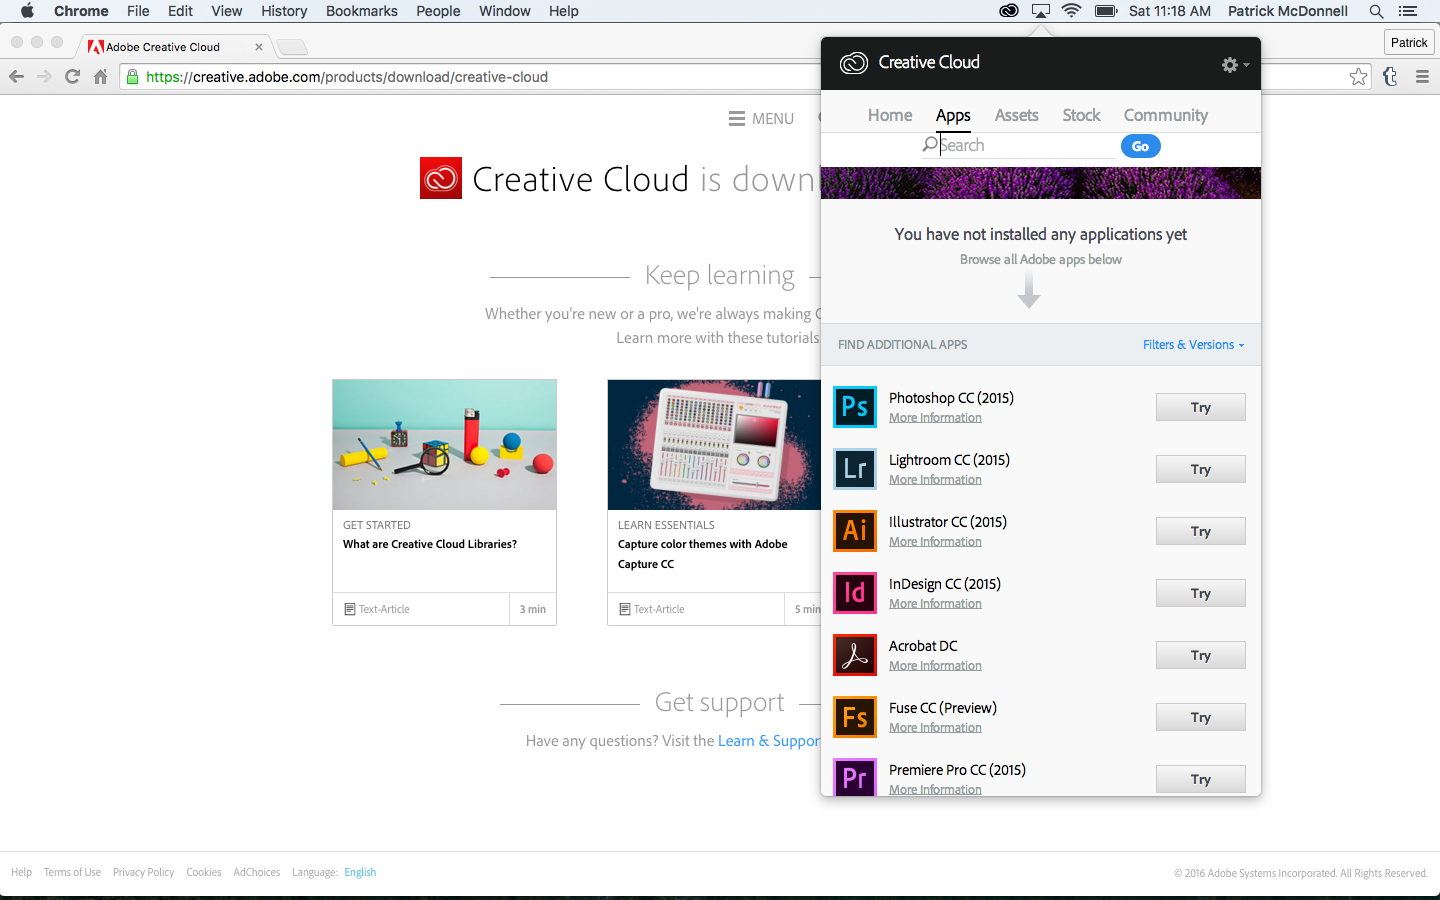 Chrome File Edit View History Bookmarks People Window Help Sat 11:18 AM Patrick McDonnell
Adobe Creative Cloud
Patrick
https://creative.adobe.com/products/download/creative-cloud
MENU
Creative Cloud is down
Keep learning
Whether you're new or a pro, we're always making
Learn more with these tutorials
GET STARTED
What are Creative Cloud Libraries?
Text-Article
3 min
LEARN ESSENTIALS
Capture color themes with Adobe
Capture CC
Text-Article
5 min
Get support
Have any questions? Visit the Learn & Suppor
Creative Cloud
Home Apps Assets Stock Community
Search
Go
You have not installed any applications yet
Browse all Adobe apps below
FIND ADDITIONAL APPS
Filters & Versions
Ps
Photoshop CC (2015)
More Information
Try
Lr
Lightroom CC (2015)
More Information
Try
Ai
Illustrator CC (2015)
More Information
Try
Id
InDesign CC (2015)
More Information
Try
Acrobat DC
More Information
Try
Fs
Fuse CC (Preview)
More Information
Try
Pr
Premiere Pro CC (2015)
More Information
Try
Help Terms of Use Privacy Policy Cookies AdChoices Language: English
© 2016 Adobe Systems Incorporated. All Rights Reserved.